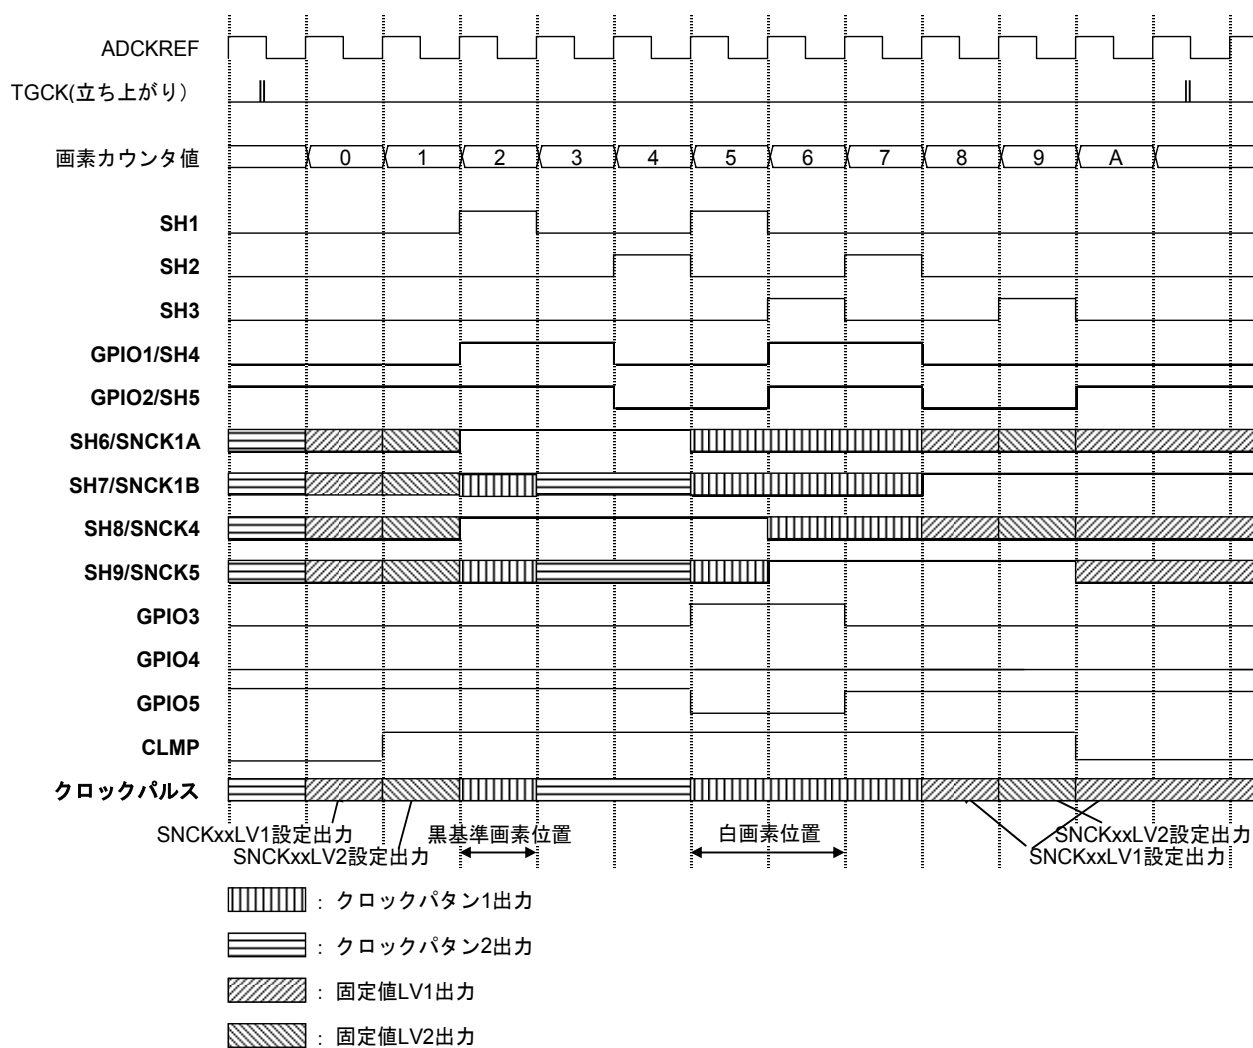 ADCKREF
TGCK(立ち上がり)
画素カウンタ値
0 1 2 3 4 5 6 7 8 9 A
SH1
SH2
SH3
GPIO1/SH4
GPIO2/SH5
SH6/SNCK1A
SH7/SNCK1B
SH8/SNCK4
SH9/SNCK5
GPIO3
GPIO4
GPIO5
CLMP
クロックパルス
SNCKxxLV1設定出力
SNCKxxLV2設定出力
黒基準画素位置
白画素位置
SNCKxxLV2設定出力
SNCKxxLV1設定出力
: クロックパタン1出力
: クロックパタン2出力
: 固定値LV1出力
: 固定値LV2出力